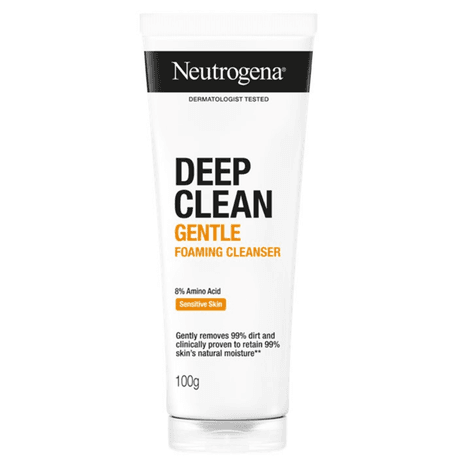 Neutrogena®
DERMATOLOGIST TESTED
DEEP
CLEAN
GENTLE
FOAMING CLEANSER
8% Amino Acid
Sensitive Skin
Gently removes 99% dirt and
clinically proven to retain 99%
skin's natural moisture**
100g